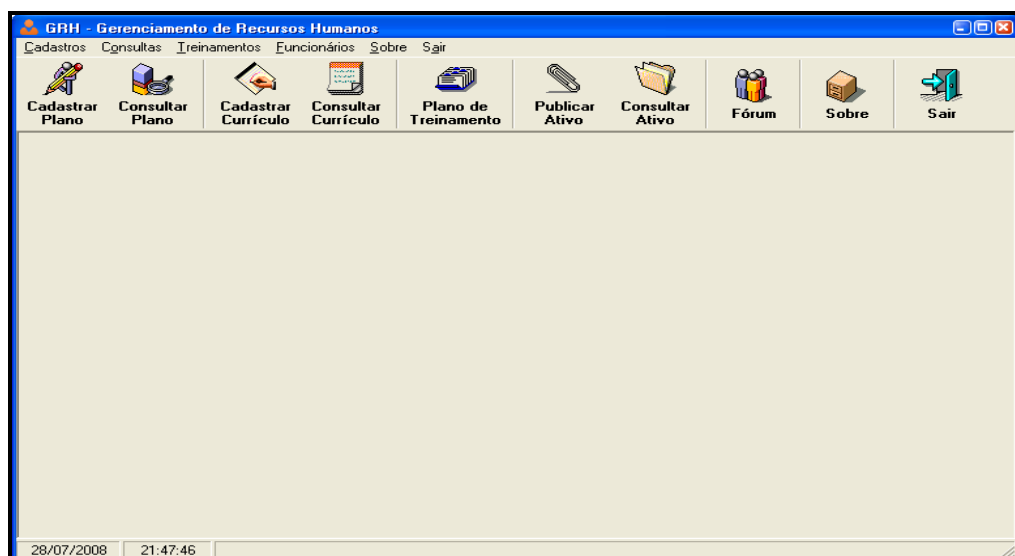 GRH - Gerenciamento de Recursos Humanos
Cadastros Consultas Treinamentos Funcionários Sobre Sair
Cadastrar Plano
Consultar Plano
Cadastrar Currículo
Consultar Currículo
Plano de Treinamento
Publicar Ativo
Consultar Ativo
Fórum
Sobre
Sair
28/07/2008 21:47:46